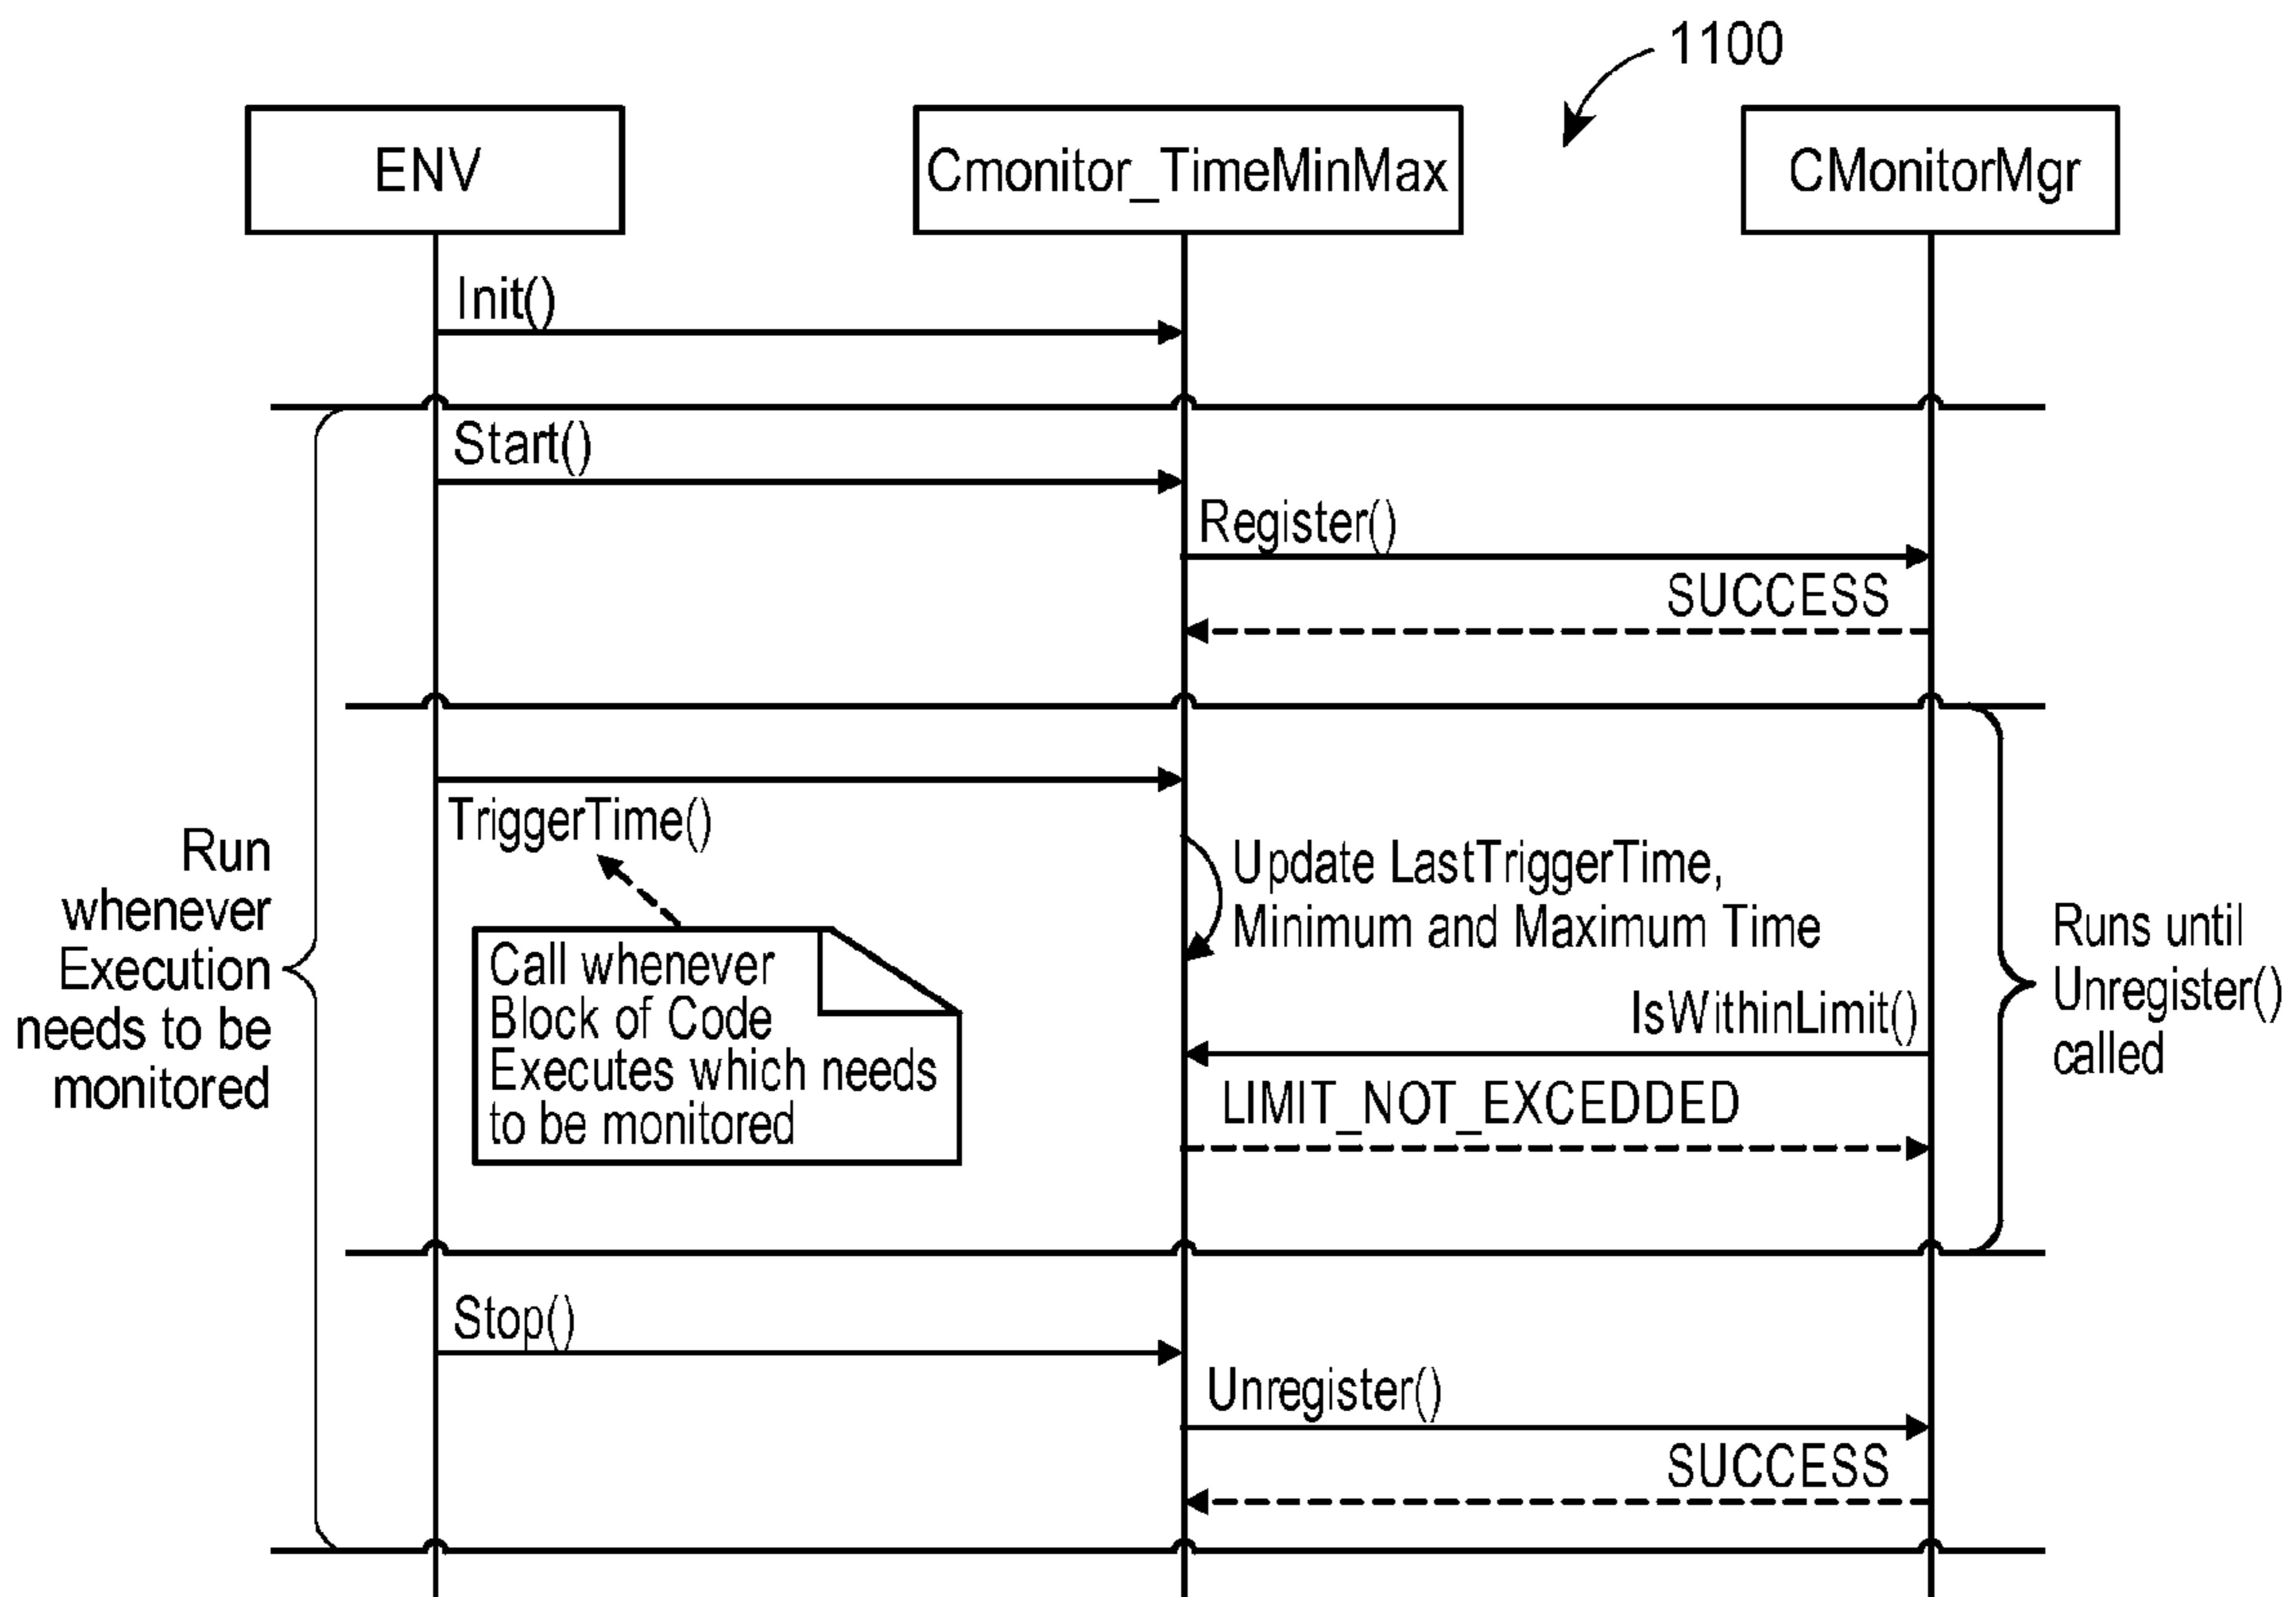 1100
ENV
Cmonitor_TimeMinMax
CMonitorMgr
Init()
Start()
Register()
SUCCESS
TriggerTime()
Run
whenever
Execution
needs to be
monitored
Call whenever
Block of Code
Executes which needs
to be monitored
Update LastTriggerTime,
Minimum and Maximum Time
IsWithinLimit()
LIMIT_NOT_EXCEDDED
Runs until
Unregister()
called
Stop()
Unregister()
SUCCESS